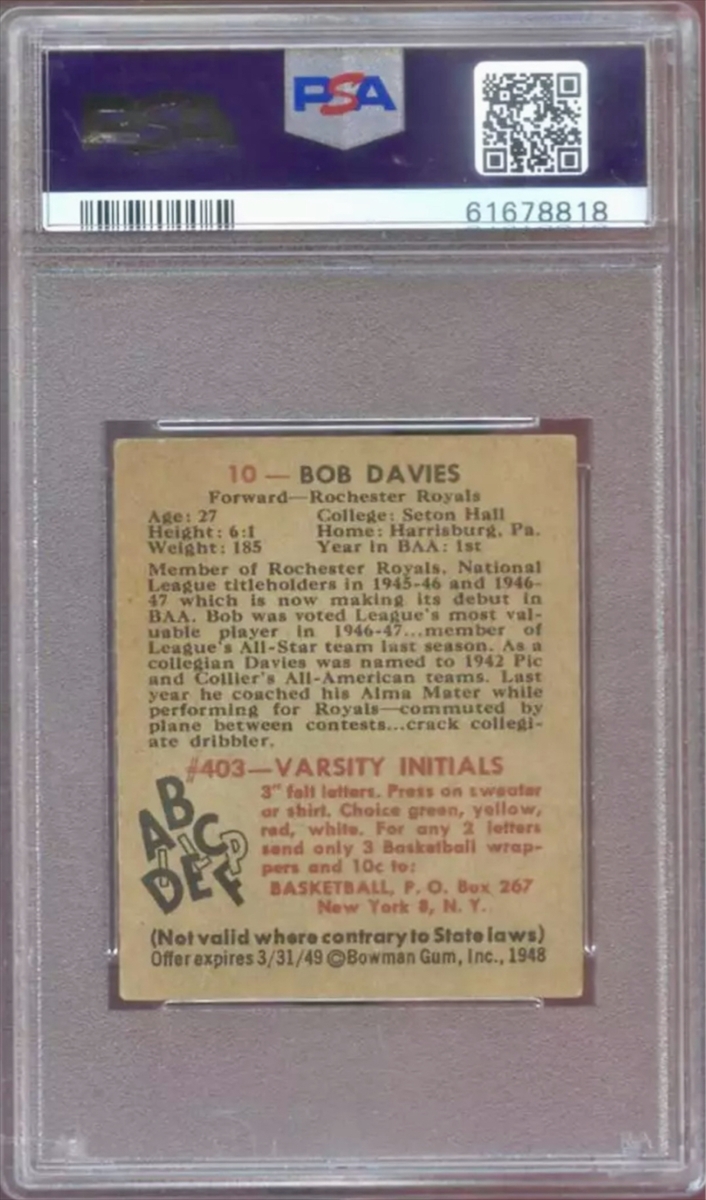 PSA
61678818
10 — BOB DAVIES
Forward—Rochester Royals
Age: 27 College: Seton Hall
Height: 6:1 Home: Harrisburg, Pa.
Weight: 185 Year in BAA: 1st
Member of Rochester Royals, National
League titleholders in 1945-46 and 1946-
47 which is now making its debut in
BAA. Bob was voted League's most val-
uable player in 1946-47...member of
League's All-Star team last season. As a
collegian Davies was named to 1942 Pic
and Collier's All-American teams. Last
year he coached his Alma Mater while
performing for Royals—commuted by
plane between contests...crack collegi-
ate dribbler.
#403—VARSITY INITIALS
3" felt letters. Press on sweater
or shirt. Choice green, yellow,
red, white. For any 2 letters
send only 3 Basketball wrap-
pers and 10c to:
BASKETBALL, P. O. Box 267
New York 8, N. Y.
ABC
DEF
(Not valid where contrary to State laws)
Offer expires 3/31/49 ©Bowman Gum, Inc., 1948